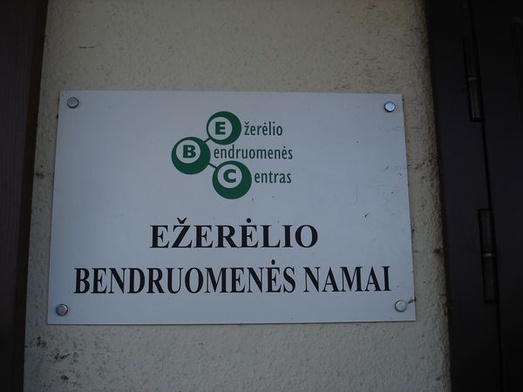 Ežerėlio
Bendruomenės
Centras
EŽERĖLIO
BENDRUOMENĖS NAMAI